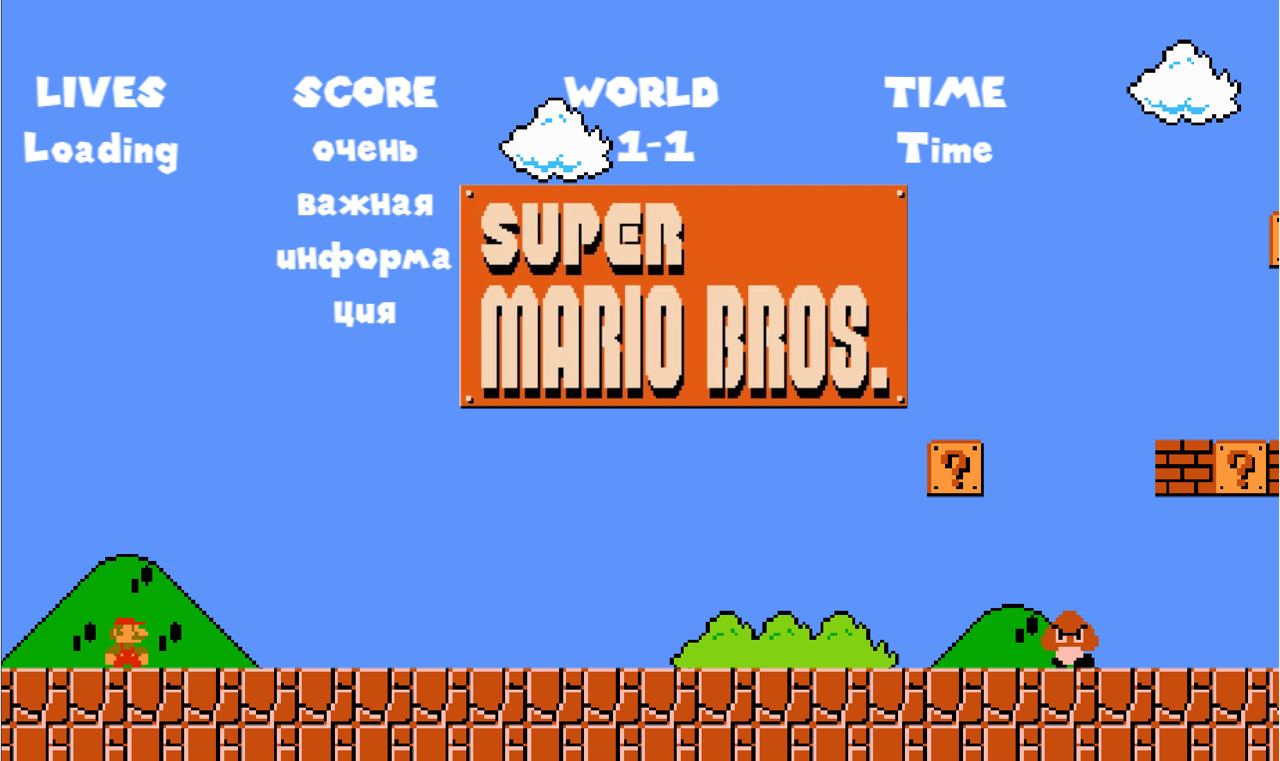 LIVES
SCORE
WORLD
TIME
Loading
очень
1-1
Time
важная
информа
ция
SUPER
MARIO BROS.
?
?